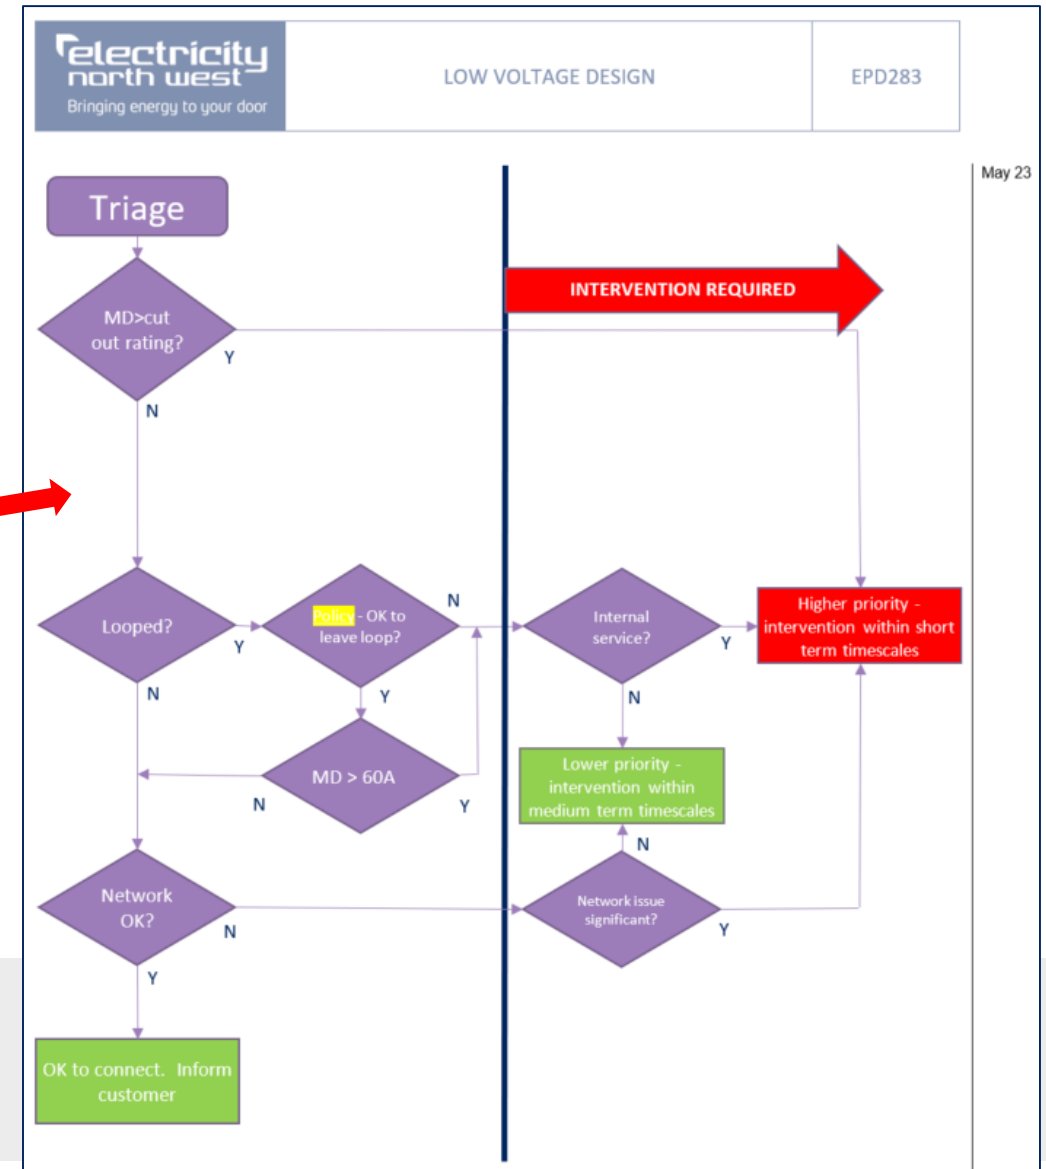 electricity
north west
Bringing energy to your door
LOW VOLTAGE DESIGN
EPD283
May 23
Triage
INTERVENTION REQUIRED
MD>cut
out rating?
Y
N
Looped?
Y
N
Policy - OK to
leave loop?
N
Y
Internal
service?
Y
N
Higher priority -
intervention within short
term timescales
MD > 60A
N
Y
Lower priority -
intervention within
medium term timescales
N
Network
OK?
N
Y
Network issue
significant?
Y
OK to connect. Inform
customer